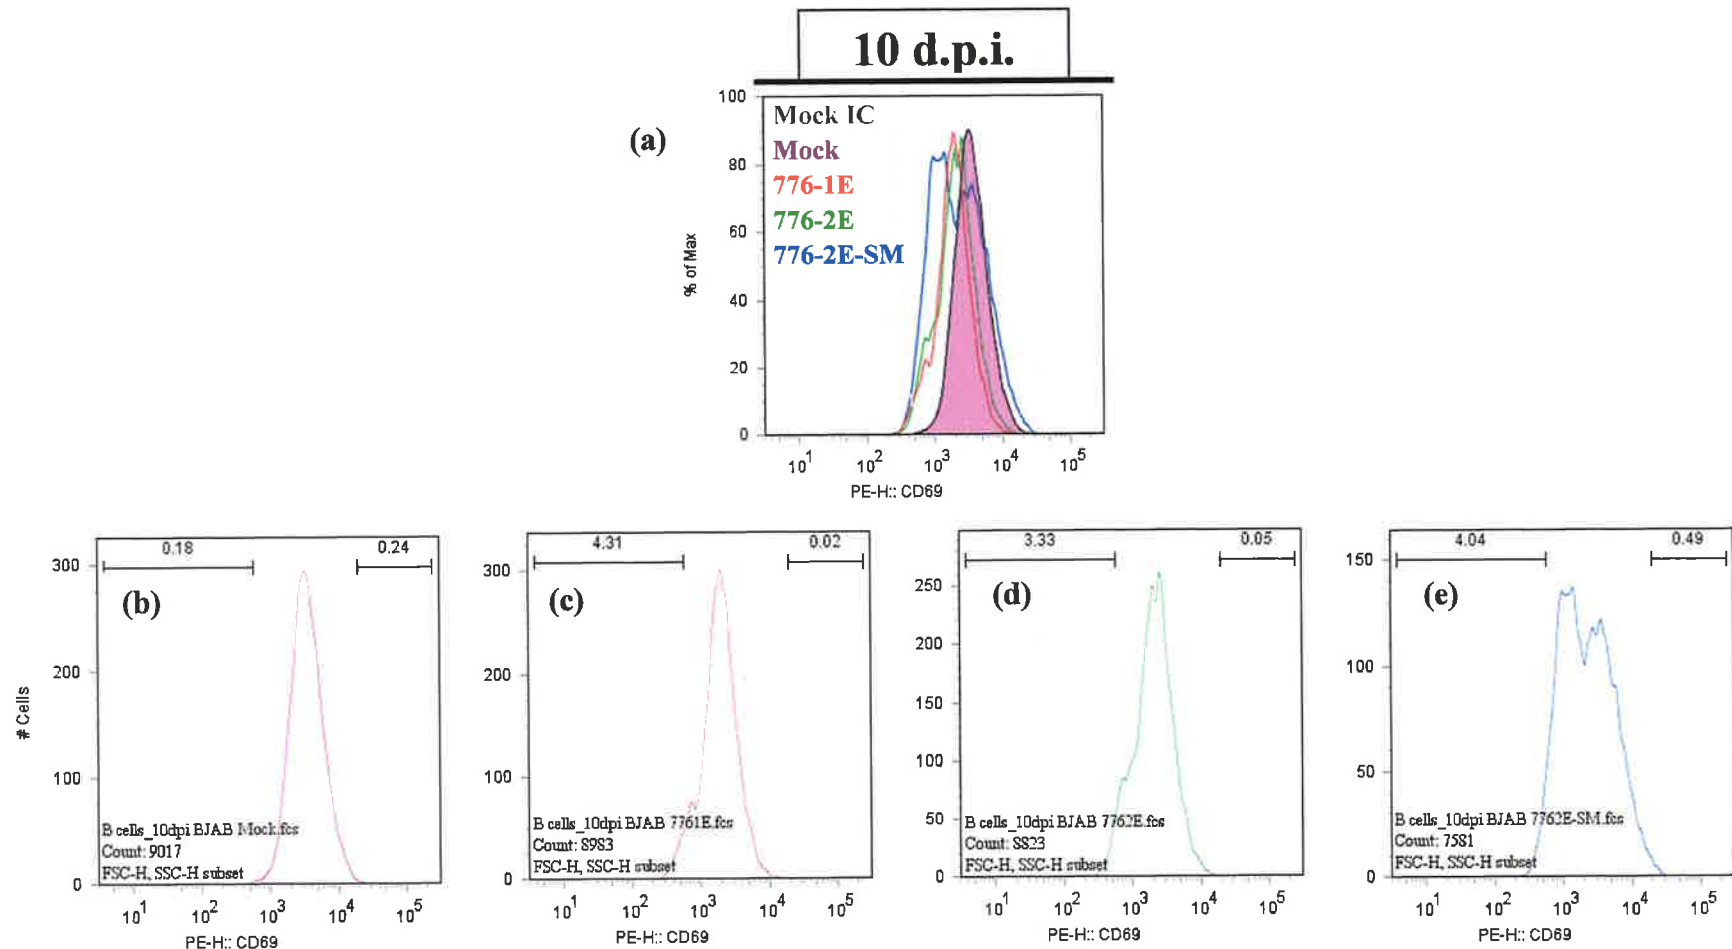 10 d.p.i.
(a)
100
80
60
40
20
0
% of Max
Mock IC
Mock
776-1E
776-2E
776-2E-SM
10^1 10^2 10^3 10^4 10^5
PE-H:: CD69
(b)
0.18 0.24
300
200
100
0
# Cells
B cells_10dpi BJAB Mock.fcs
Count: 9017
FSC-H, SSC-H subset
10^1 10^2 10^3 10^4 10^5
PE-H:: CD69
(c)
4.31 0.02
300
200
100
0
B cells_10dpi BJAB 7761E.fcs
Count: 8983
FSC-H, SSC-H subset
10^1 10^2 10^3 10^4 10^5
PE-H:: CD69
(d)
3.33 0.05
250
200
150
100
50
0
B cells_10dpi BJAB 7762E.fcs
Count: 8823
FSC-H, SSC-H subset
10^1 10^2 10^3 10^4 10^5
PE-H:: CD69
(e)
4.04 0.49
150
100
50
0
B cells_10dpi BJAB 7762E-SM.fcs
Count: 7581
FSC-H, SSC-H subset
10^1 10^2 10^3 10^4 10^5
PE-H:: CD69